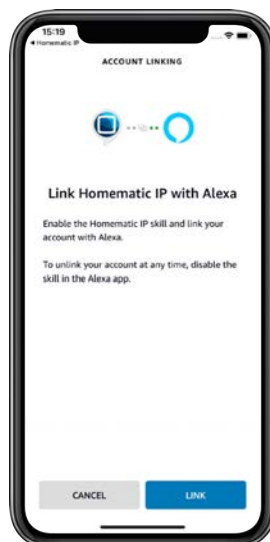 15:19
Homematic IP
ACCOUNT LINKING
Link Homematic IP with Alexa
Enable the Homematic IP skill and link your
account with Alexa.
To unlink your account at any time, disable the
skill in the Alexa app.
CANCEL
LINK